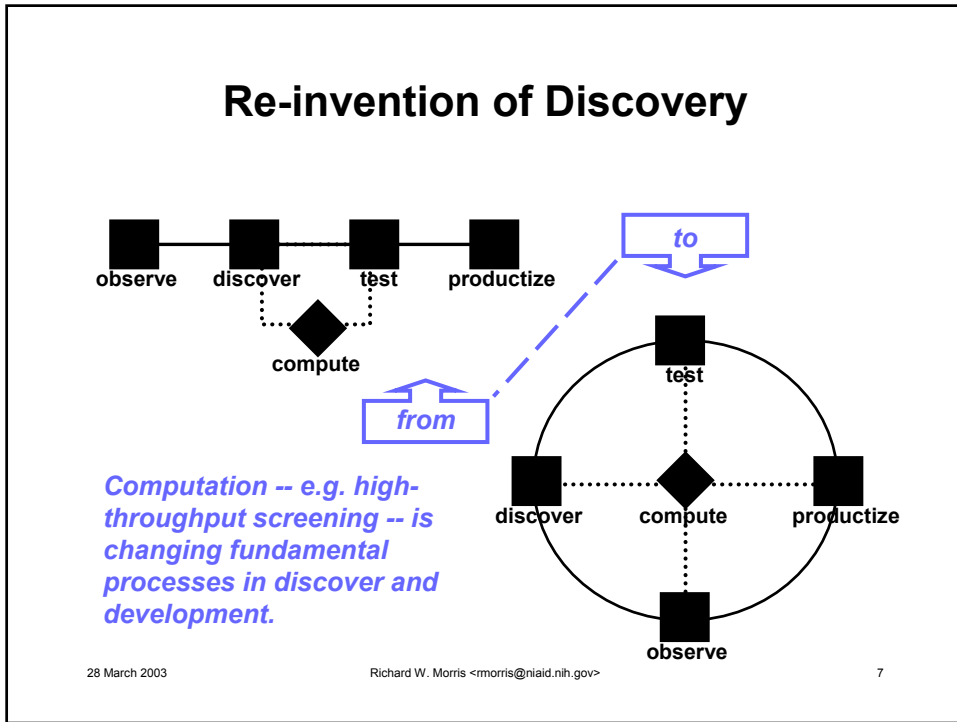 Re-invention of Discovery
observe discover test productize
compute
to
from
test
discover compute productize
observe
Computation -- e.g. high-
throughput screening -- is
changing fundamental
processes in discover and
development.
28 March 2003 Richard W. Morris <rmorris@niaid.nih.gov> 7